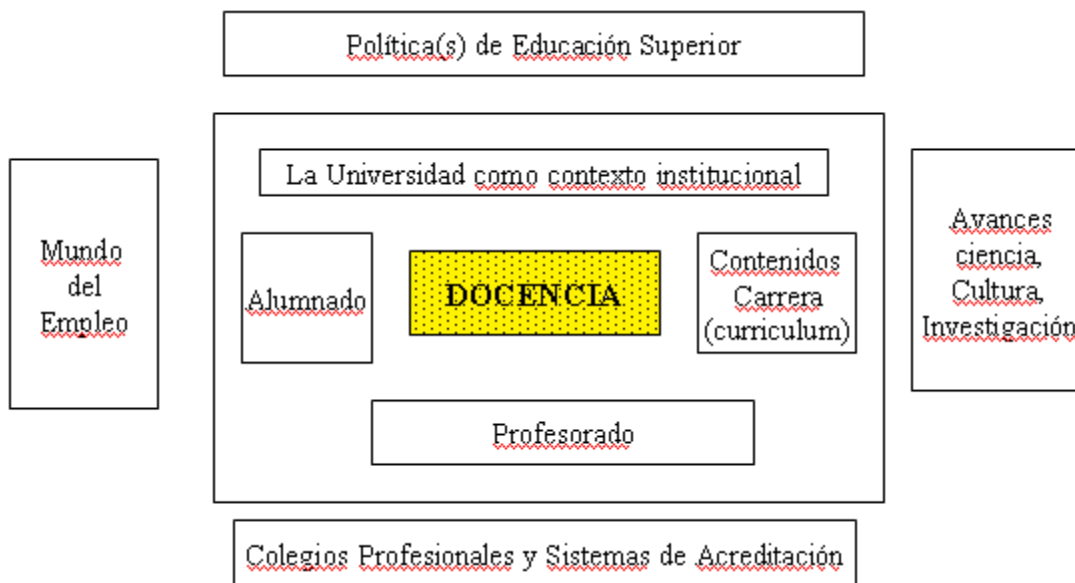 Política(s) de Educación Superior
La Universidad como contexto institucional
Mundo
del
Empleo
Alumnado
DOCENCIA
Contenidos
Carrera
(curriculum)
Avances
ciencia,
Cultura,
Investigación
Profesorado
Colegios Profesionales y Sistemas de Acreditación